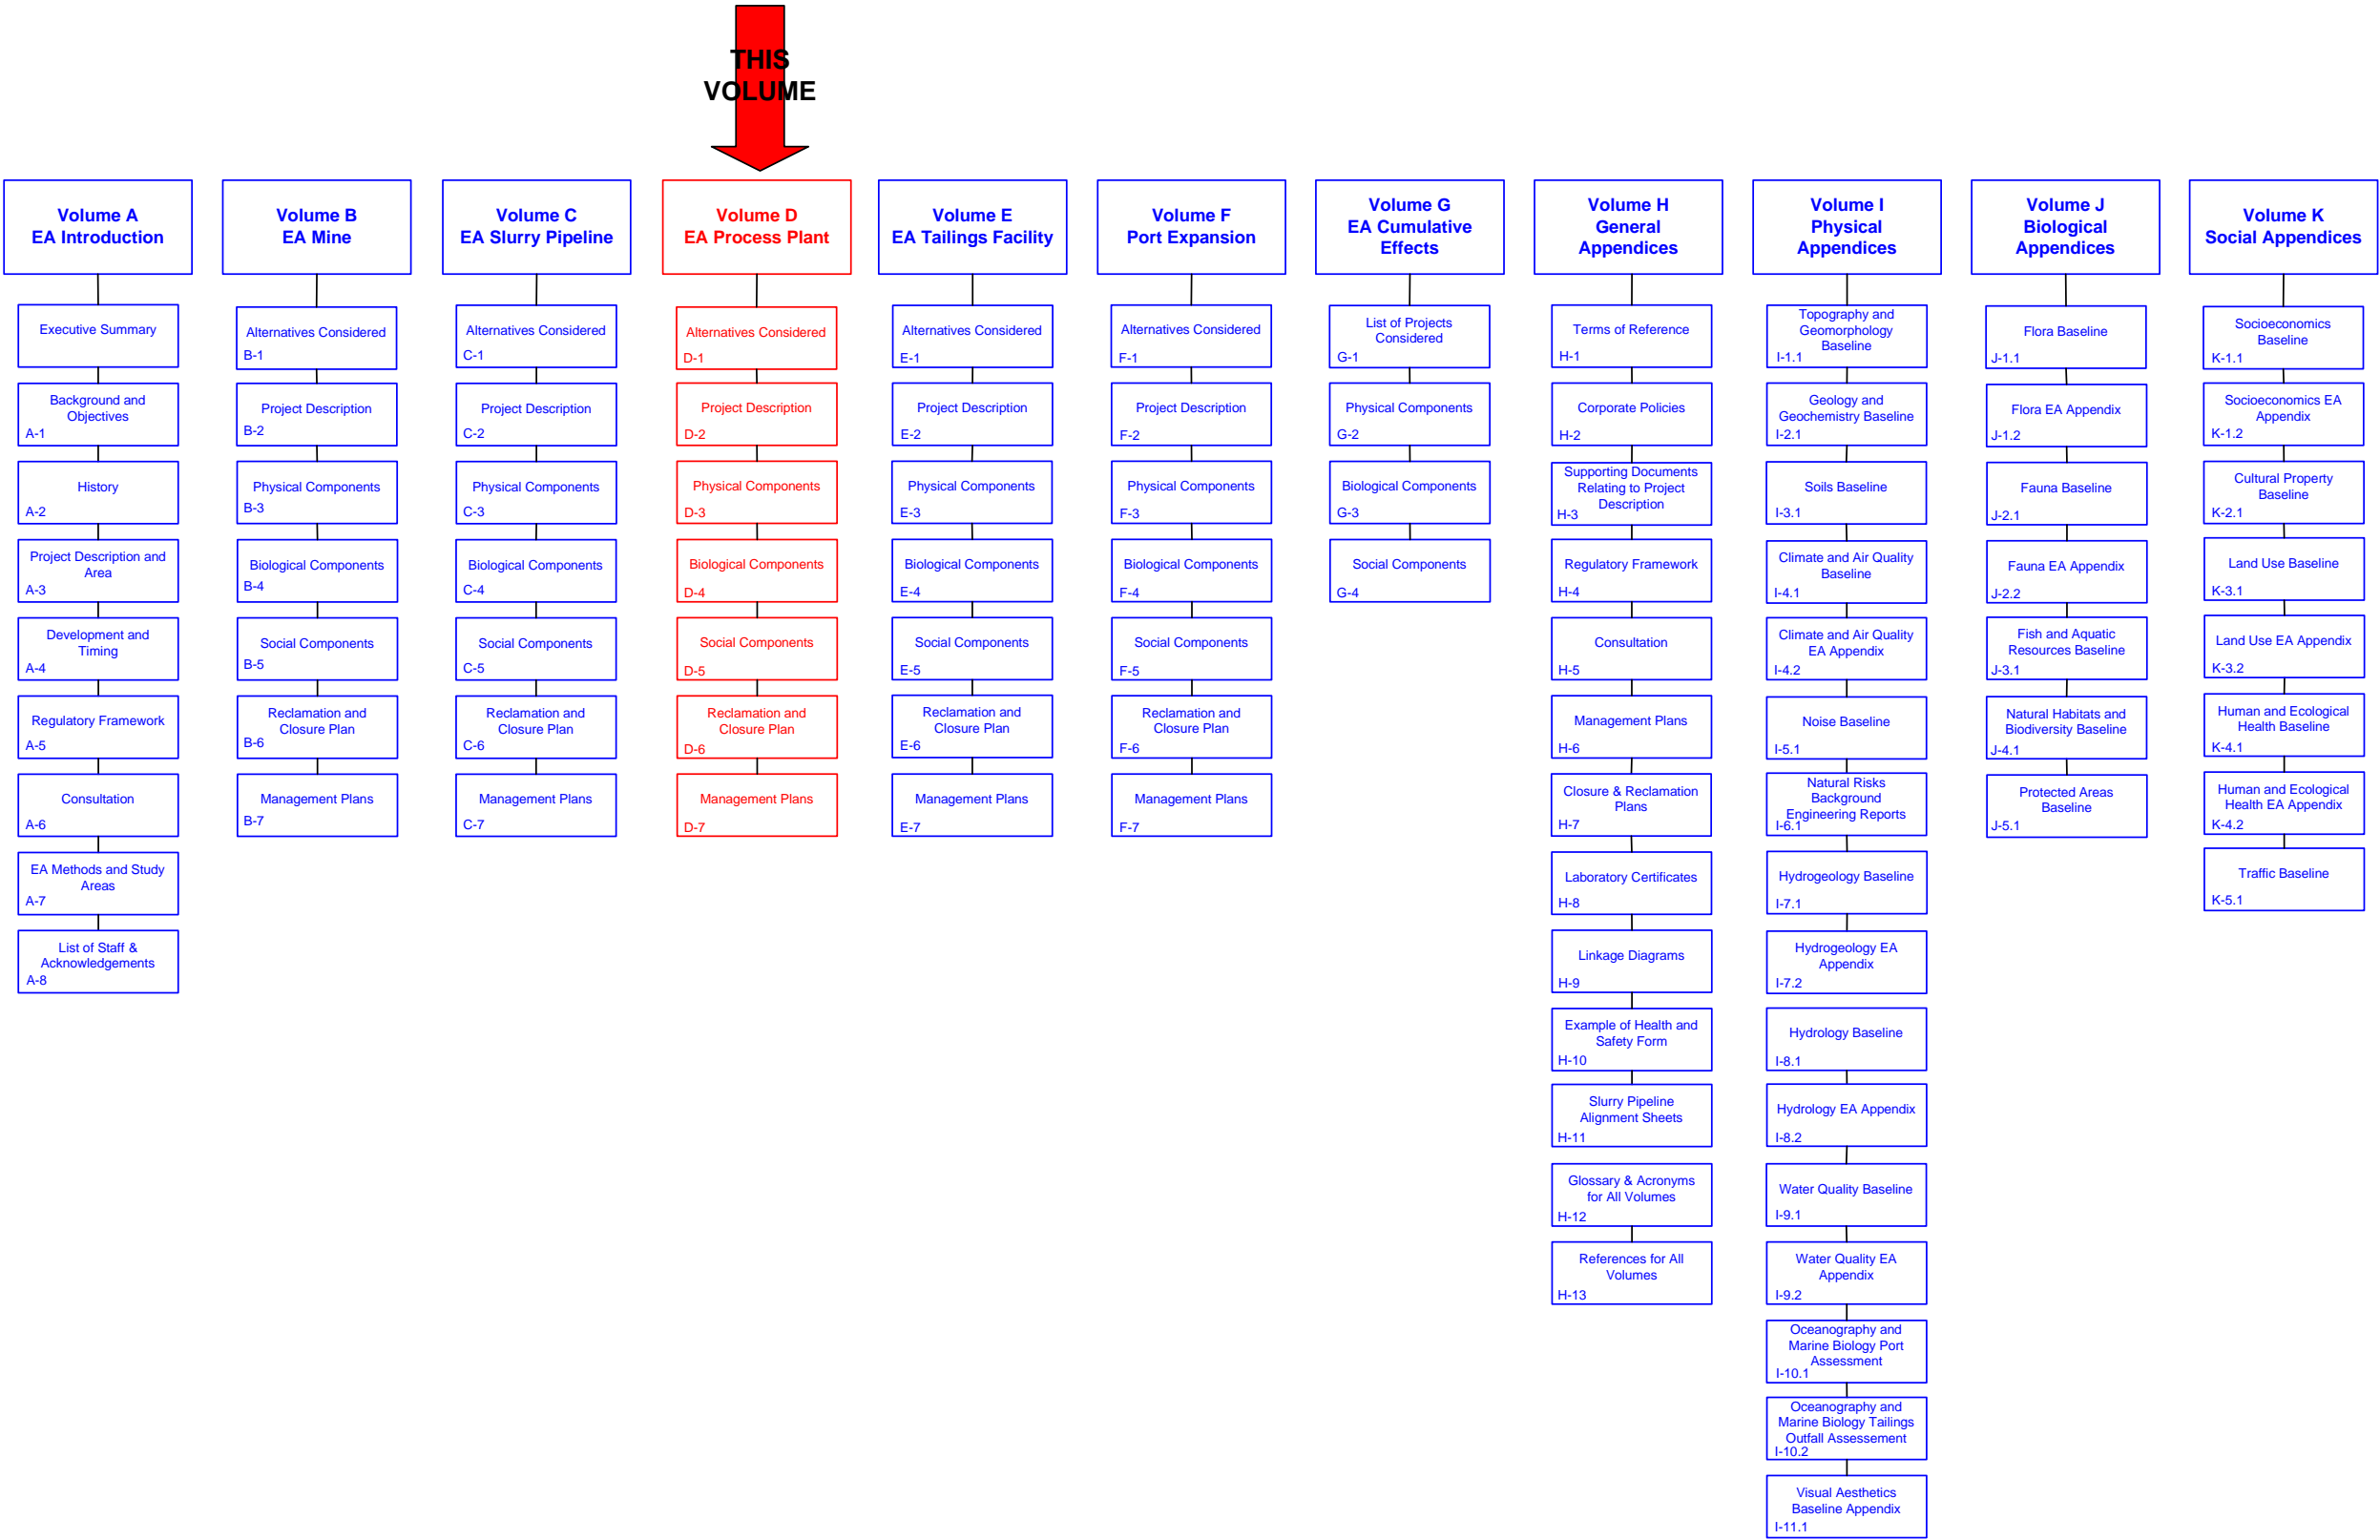 THIS
VOLUME
Volume A
EA Introduction
Executive Summary
Background and
Objectives
A-1
History
A-2
Project Description and
Area
A-3
Development and
Timing
A-4
Regulatory Framework
A-5
Consultation
A-6
EA Methods and Study
Areas
A-7
List of Staff &
Acknowledgements
A-8
Volume B
EA Mine
Alternatives Considered
B-1
Project Description
B-2
Physical Components
B-3
Biological Components
B-4
Social Components
B-5
Reclamation and
Closure Plan
B-6
Management Plans
B-7
Volume C
EA Slurry Pipeline
Alternatives Considered
C-1
Project Description
C-2
Physical Components
C-3
Biological Components
C-4
Social Components
C-5
Reclamation and
Closure Plan
C-6
Management Plans
C-7
Volume D
EA Process Plant
Alternatives Considered
D-1
Project Description
D-2
Physical Components
D-3
Biological Components
D-4
Social Components
D-5
Reclamation and
Closure Plan
D-6
Management Plans
D-7
Volume E
EA Tailings Facility
Alternatives Considered
E-1
Project Description
E-2
Physical Components
E-3
Biological Components
E-4
Social Components
E-5
Reclamation and
Closure Plan
E-6
Management Plans
E-7
Volume F
Port Expansion
Alternatives Considered
F-1
Project Description
F-2
Physical Components
F-3
Biological Components
F-4
Social Components
F-5
Reclamation and
Closure Plan
F-6
Management Plans
F-7
Volume G
EA Cumulative
Effects
List of Projects
Considered
G-1
Physical Components
G-2
Biological Components
G-3
Social Components
G-4
Volume H
General
Appendices
Terms of Reference
H-1
Corporate Policies
H-2
Supporting Documents
Relating to Project
Description
H-3
Regulatory Framework
H-4
Consultation
H-5
Management Plans
H-6
Closure & Reclamation
Plans
H-7
Laboratory Certificates
H-8
Linkage Diagrams
H-9
Example of Health and
Safety Form
H-10
Slurry Pipeline
Alignment Sheets
H-11
Glossary & Acronyms
for All Volumes
H-12
References for All
Volumes
H-13
Volume I
Physical
Appendices
Topography and
Geomorphology
Baseline
I-1.1
Geology and
Geochemistry Baseline
I-2.1
Soils Baseline
I-3.1
Climate and Air Quality
Baseline
I-4.1
Climate and Air Quality
EA Appendix
I-4.2
Noise Baseline
I-5.1
Natural Risks
Background
Engineering Reports
I-6.1
Hydrogeology Baseline
I-7.1
Hydrogeology EA
Appendix
I-7.2
Hydrology Baseline
I-8.1
Hydrology EA Appendix
I-8.2
Water Quality Baseline
I-9.1
Water Quality EA
Appendix
I-9.2
Oceanography and
Marine Biology Port
Assessment
I-10.1
Oceanography and
Marine Biology Tailings
Outfall Assessement
I-10.2
Visual Aesthetics
Baseline Appendix
I-11.1
Volume J
Biological
Appendices
Flora Baseline
J-1.1
Flora EA Appendix
J-1.2
Fauna Baseline
J-2.1
Fauna EA Appendix
J-2.2
Fish and Aquatic
Resources Baseline
J-3.1
Natural Habitats and
Biodiversity Baseline
J-4.1
Protected Areas
Baseline
J-5.1
Volume K
Social Appendices
Socioeconomics
Baseline
K-1.1
Socioeconomics EA
Appendix
K-1.2
Cultural Property
Baseline
K-2.1
Land Use Baseline
K-3.1
Land Use EA Appendix
K-3.2
Human and Ecological
Health Baseline
K-4.1
Human and Ecological
Health EA Appendix
K-4.2
Traffic Baseline
K-5.1